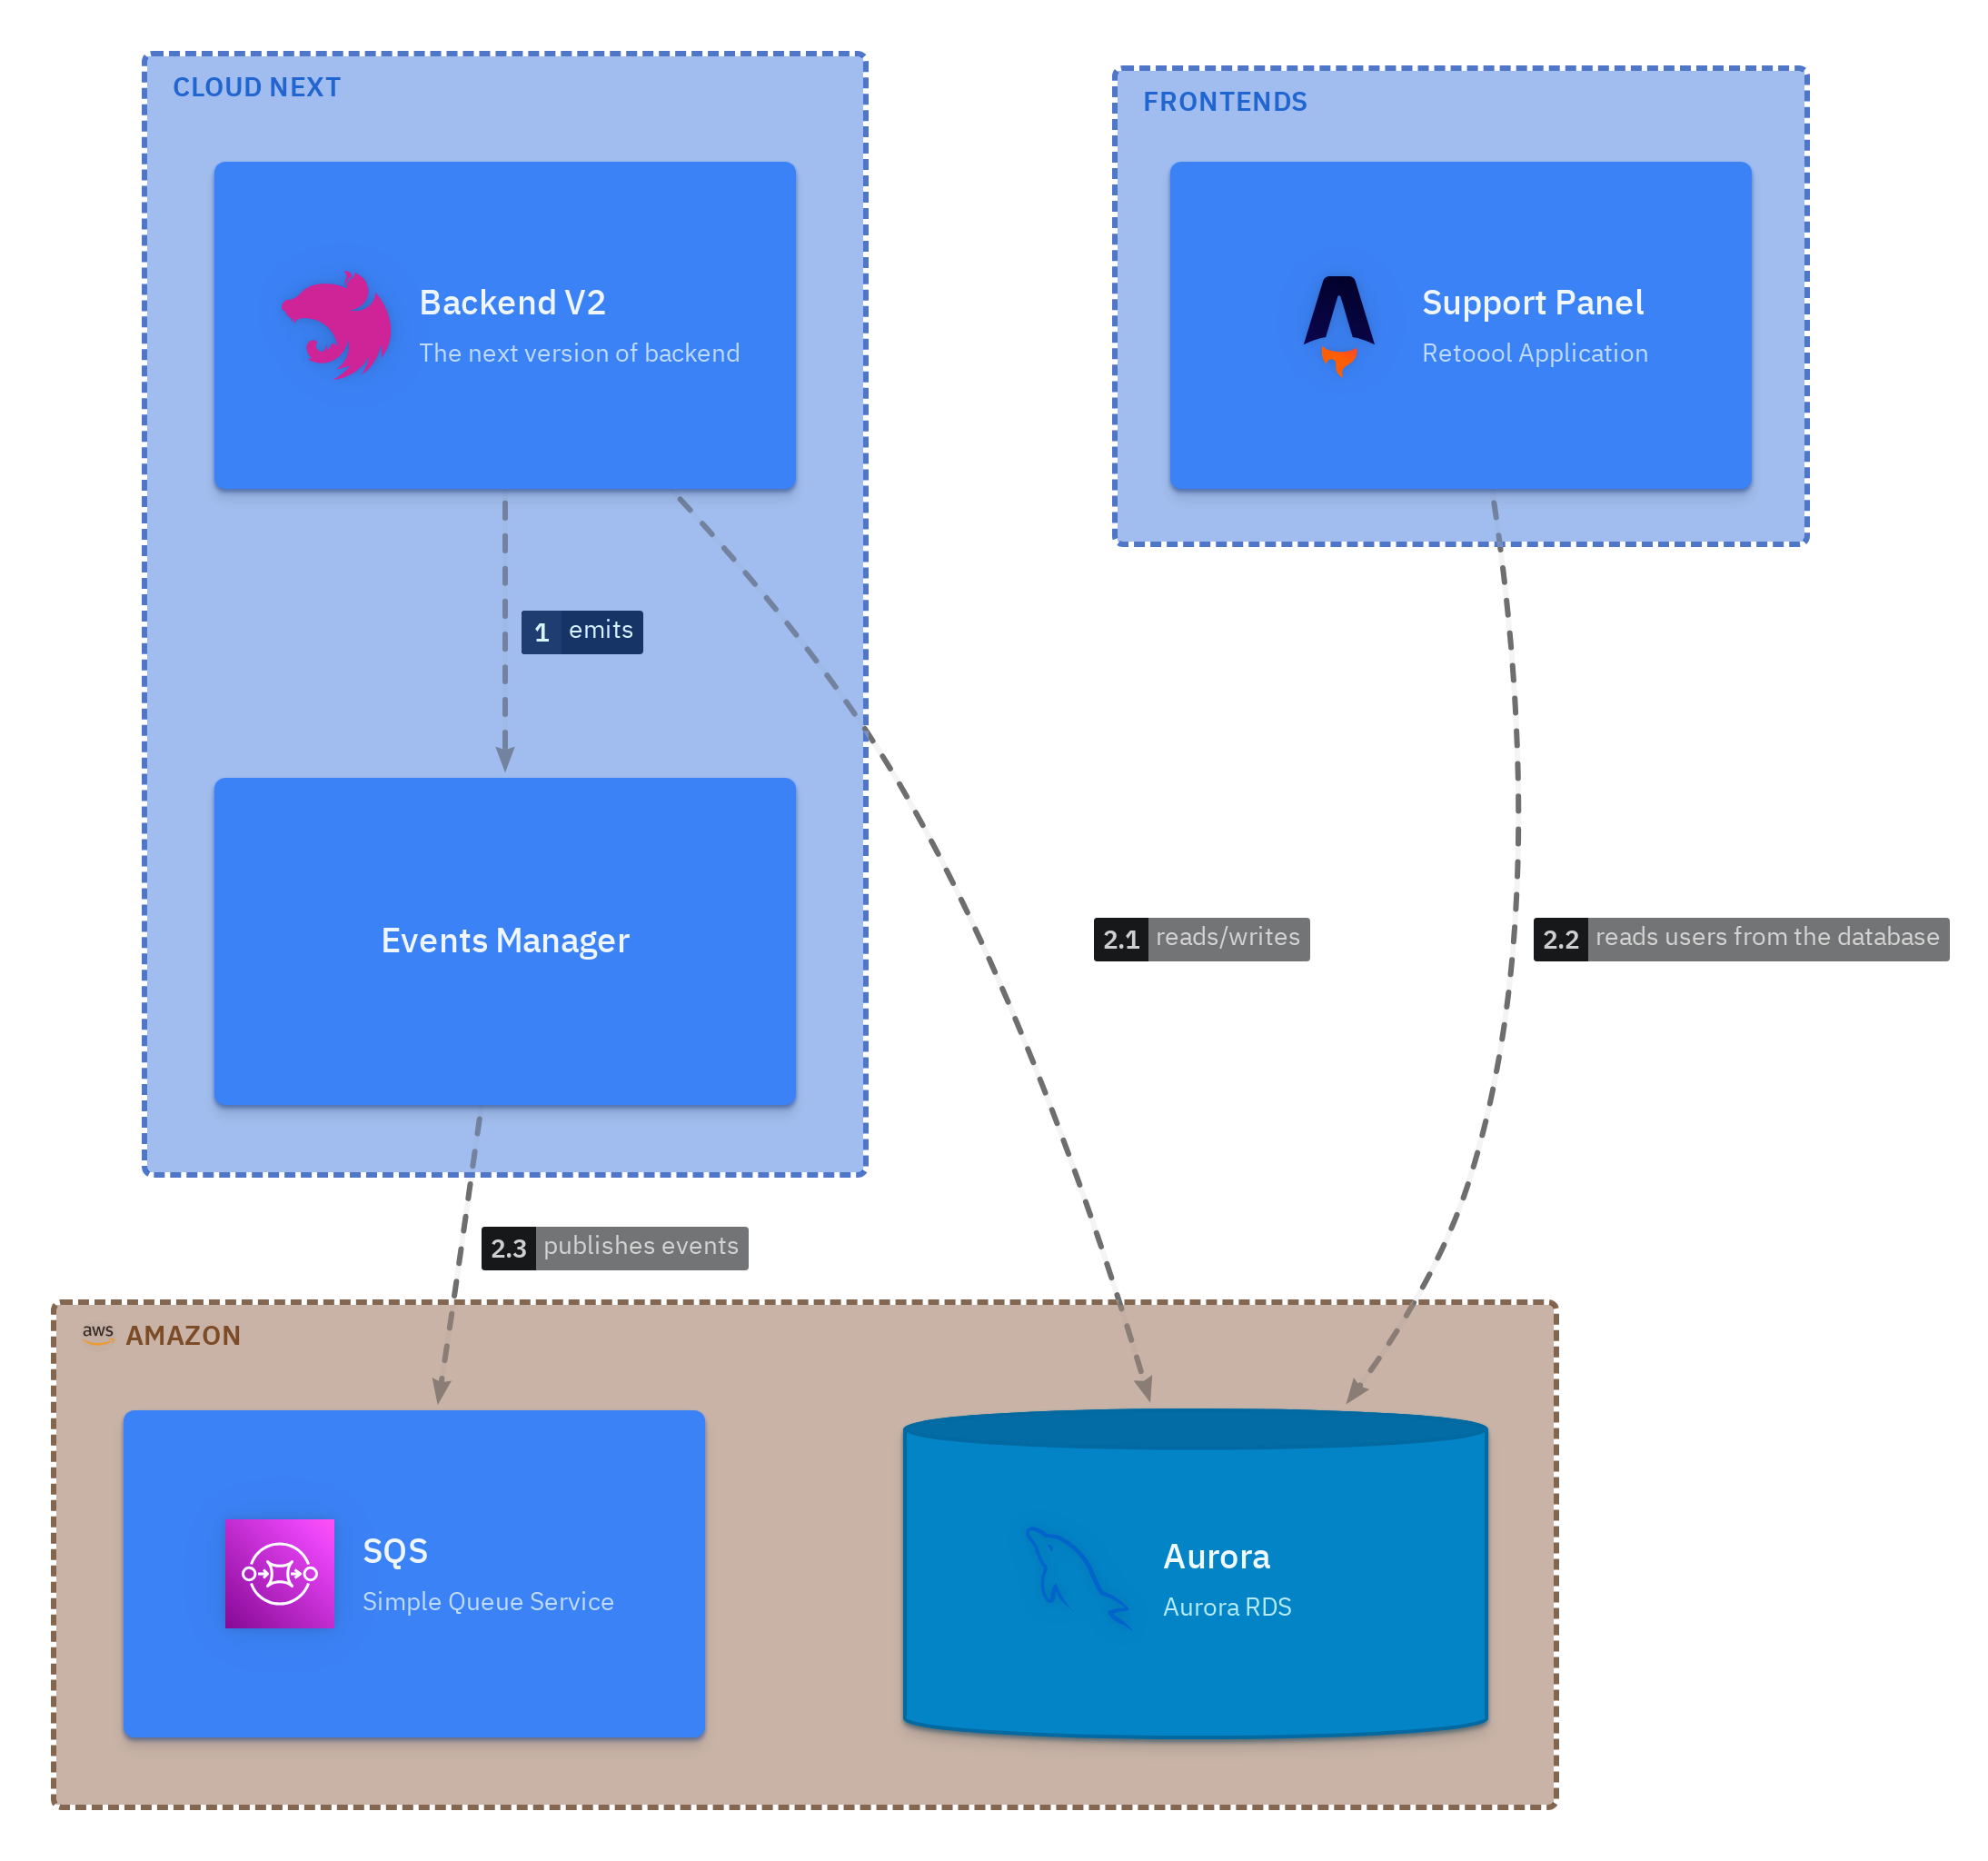 CLOUD NEXT
FRONTENDS
Backend V2
The next version of backend
Support Panel
Retoool Application
1 emits
Events Manager
2.1 reads/writes
2.2 reads users from the database
2.3 publishes events
aws AMAZON
SQS
Simple Queue Service
Aurora
Aurora RDS